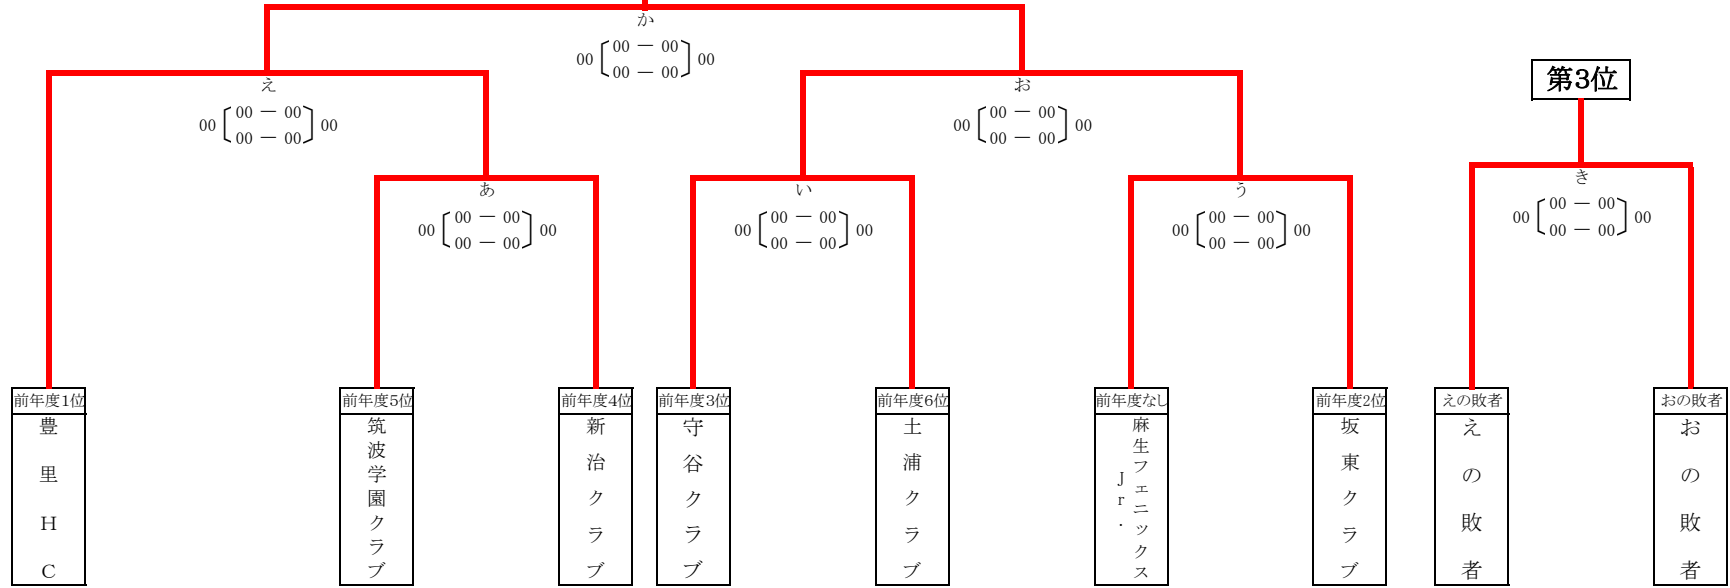 か
00 〔 00 － 00 〕 00
00 － 00
第3位
え
00 〔 00 － 00 〕 00
00 － 00
お
00 〔 00 － 00 〕 00
00 － 00
あ
00 〔 00 － 00 〕 00
00 － 00
い
00 〔 00 － 00 〕 00
00 － 00
う
00 〔 00 － 00 〕 00
00 － 00
き
00 〔 00 － 00 〕 00
00 － 00
前年度1位
豊里HC
前年度5位
筑波学園クラブ
前年度4位
新治クラブ
前年度3位
守谷クラブ
前年度6位
土浦クラブ
前年度なし
麻生フェニックス
Jr.
前年度2位
坂東クラブ
えの敗者
えの敗者
おの敗者
おの敗者